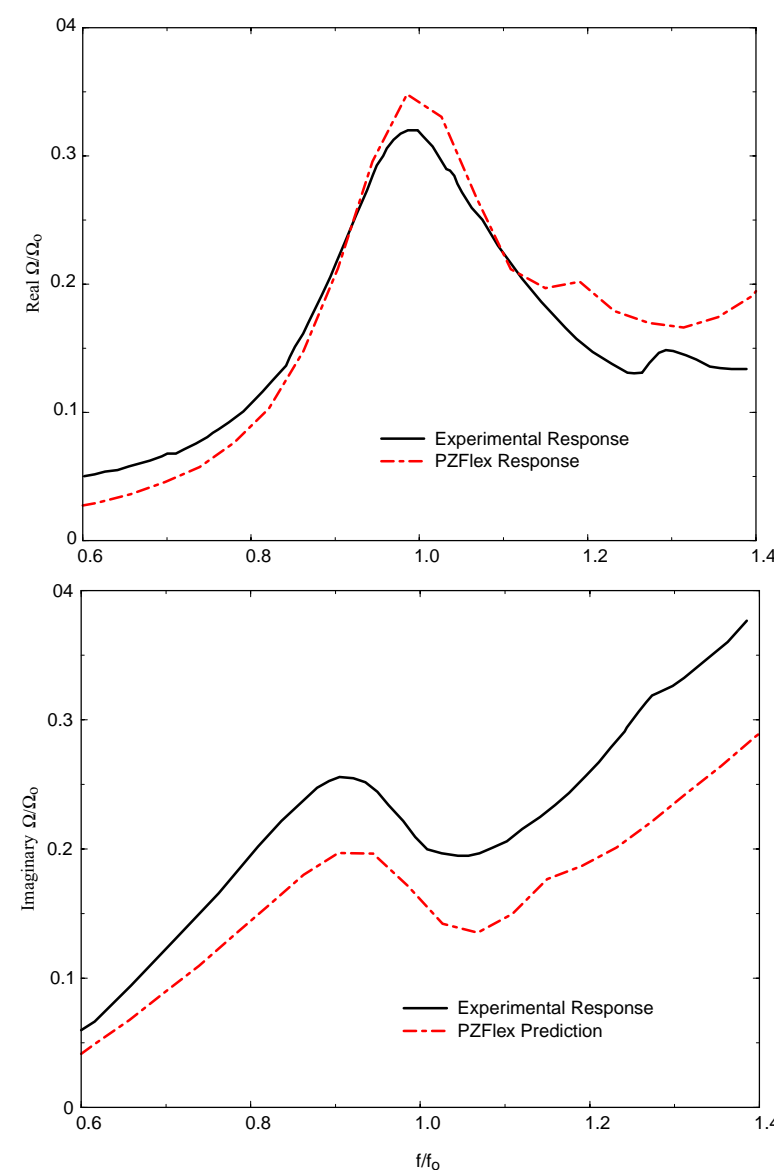 04
0.3
Real Ω/Ωo
0.2
0.1
Experimental Response
PZFlex Response
0
0.6
0.8
1.0
1.2
1.4
04
0.3
Imaginary Ω/Ωo
0.2
0.1
Experimental Response
PZFlex Prediction
0
0.6
0.8
1.0
1.2
1.4
f/fo